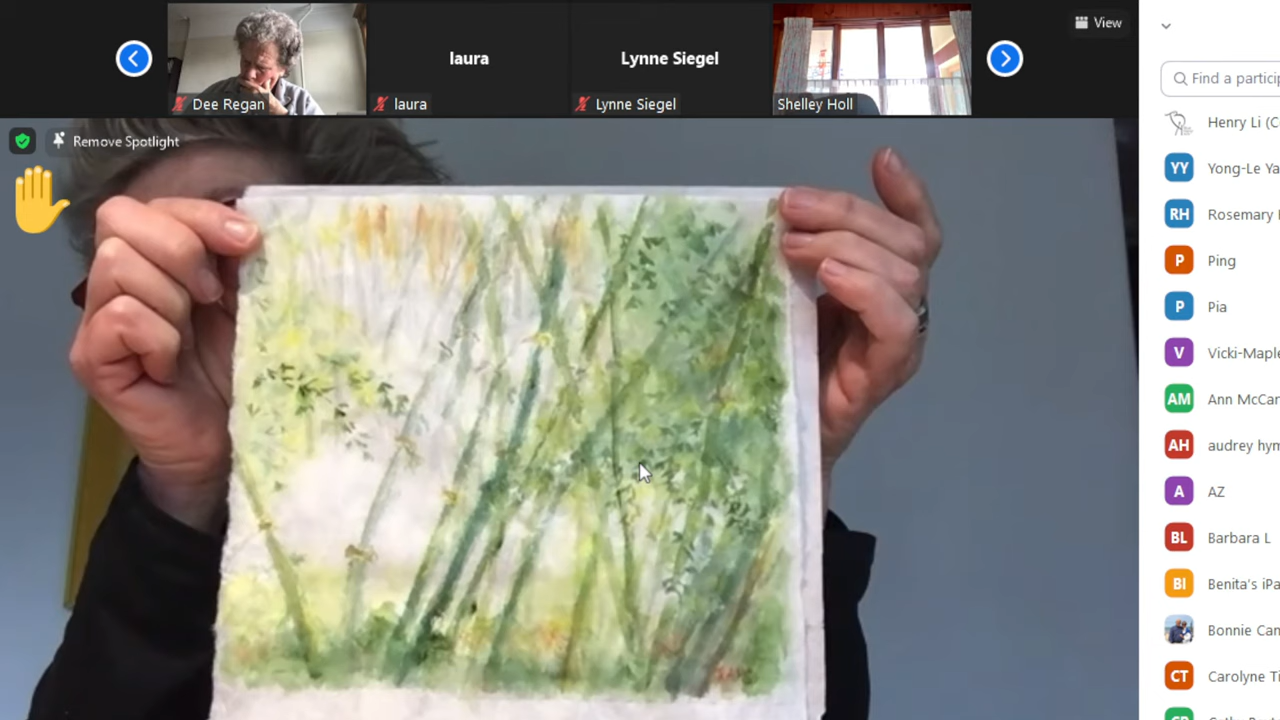 View
laura
Lynne Siegel
Dee Regan
laura
Lynne Siegel
Shelley Holl
Remove Spotlight
Find a particip
Henry Li (C
YY Yong-Le Ya
RH Rosemary
P Ping
P Pia
V Vicki-Maple
AM Ann McCar
AH audrey hym
A AZ
BL Barbara L
BI Benita's iPa
Bonnie Can
CT Carolyne Ti